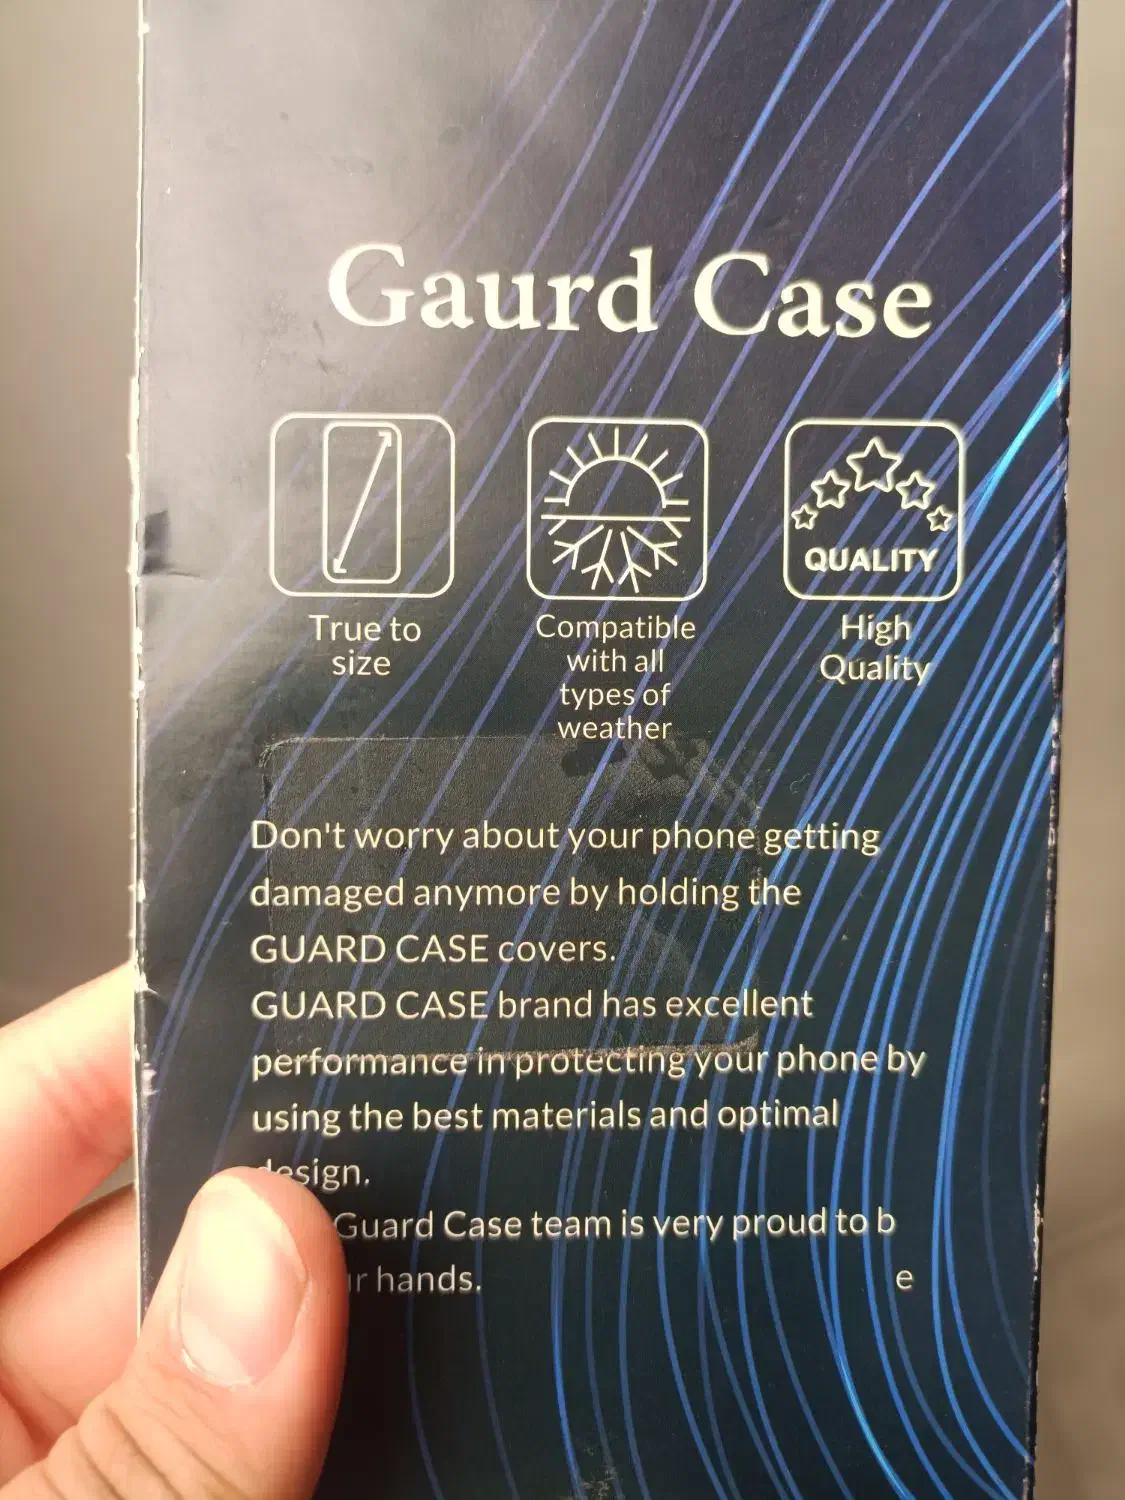 Gaurd Case
QUALITY
True to
size
Compatible
with all
types of
weather
High
Quality
Don't worry about your phone getting
damaged anymore by holding the
GUARD CASE covers.
GUARD CASE brand has excellent
performance in protecting your phone by
using the best materials and optimal
design.
Guard Case team is very proud to b
hands. e